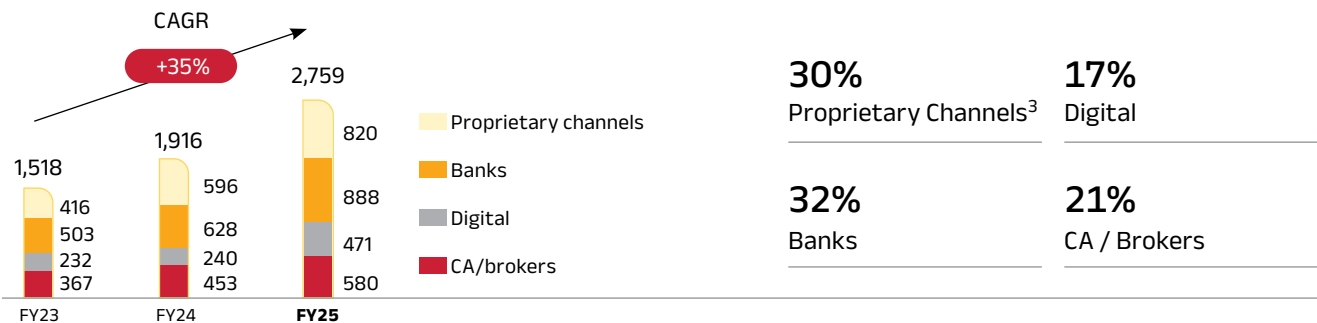 CAGR
+35%
2,759
1,916
1,518
820
888
471
580
596
628
240
453
416
503
232
367
FY23
FY24
FY25
Proprietary channels
Banks
Digital
CA/brokers
30%
Proprietary Channels³
17%
Digital
32%
Banks
21%
CA / Brokers